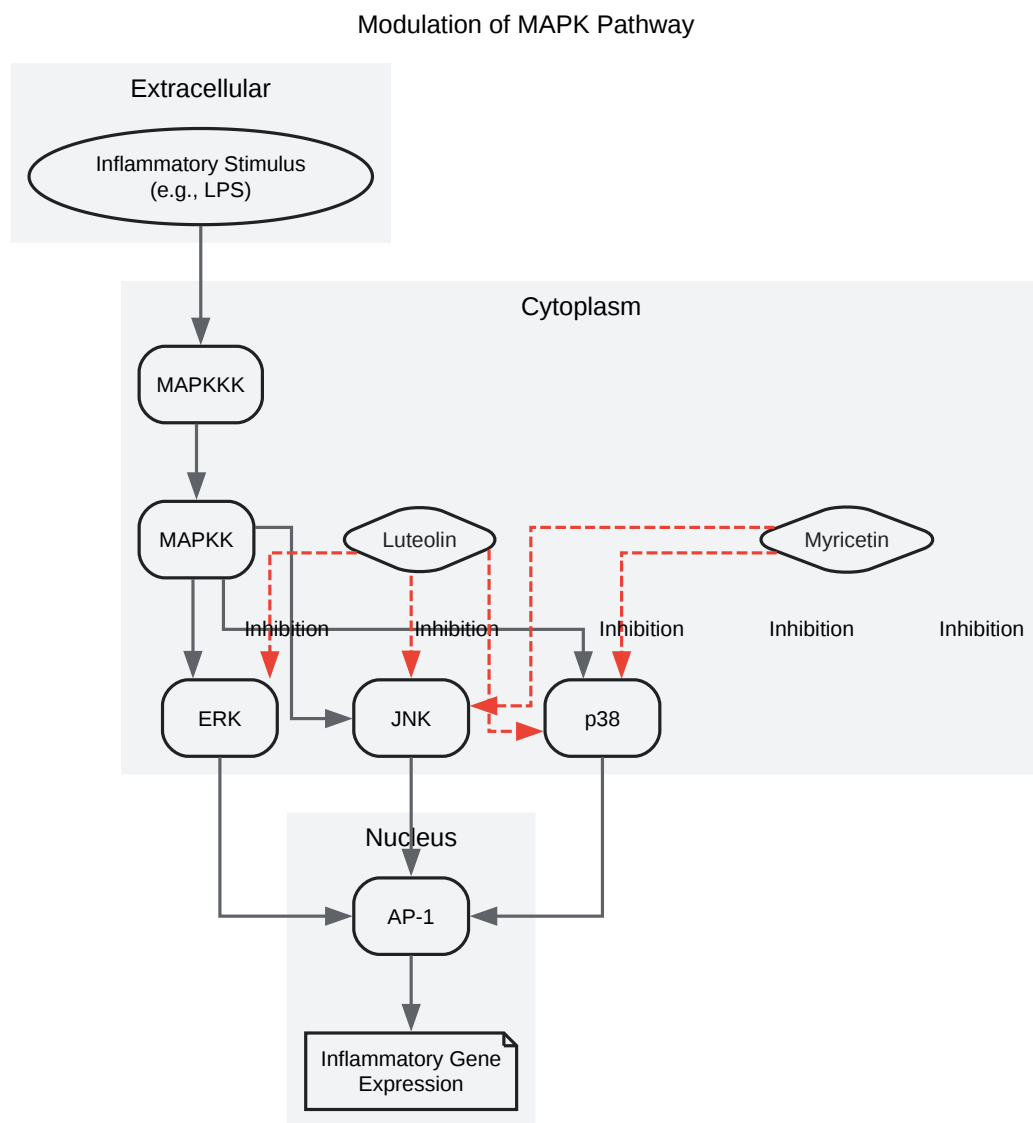 Modulation of MAPK Pathway
Extracellular
Inflammatory Stimulus
(e.g., LPS)
Cytoplasm
MAPKKK
MAPKK
Luteolin
Myricetin
Inhibition
Inhibition
Inhibition
Inhibition
Inhibition
ERK
JNK
p38
Nucleus
AP-1
Inflammatory Gene
Expression